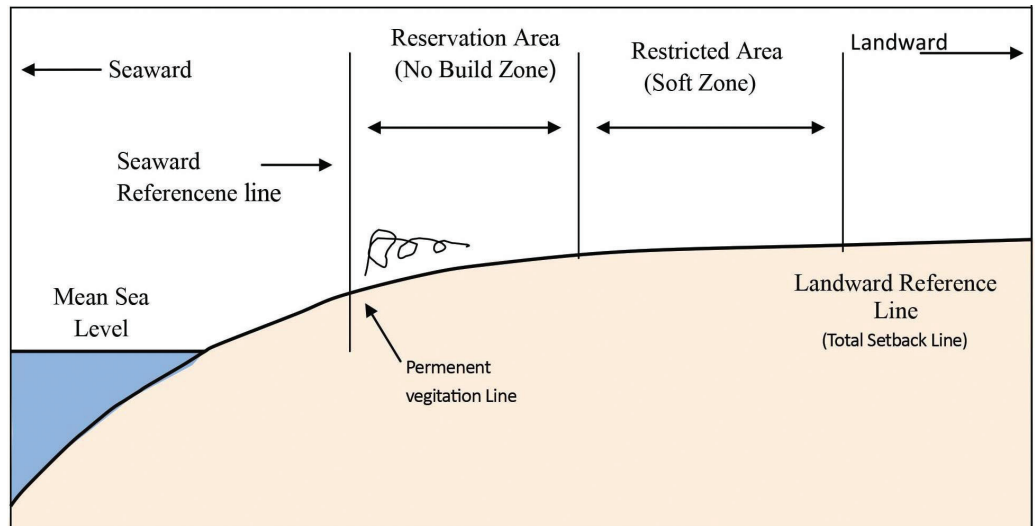 Seaward
Reservation Area
(No Build Zone)
Restricted Area
(Soft Zone)
Landward
Seaward
Referencene line
Mean Sea
Level
Permenent
vegitation Line
Landward Reference
Line
(Total Setback Line)